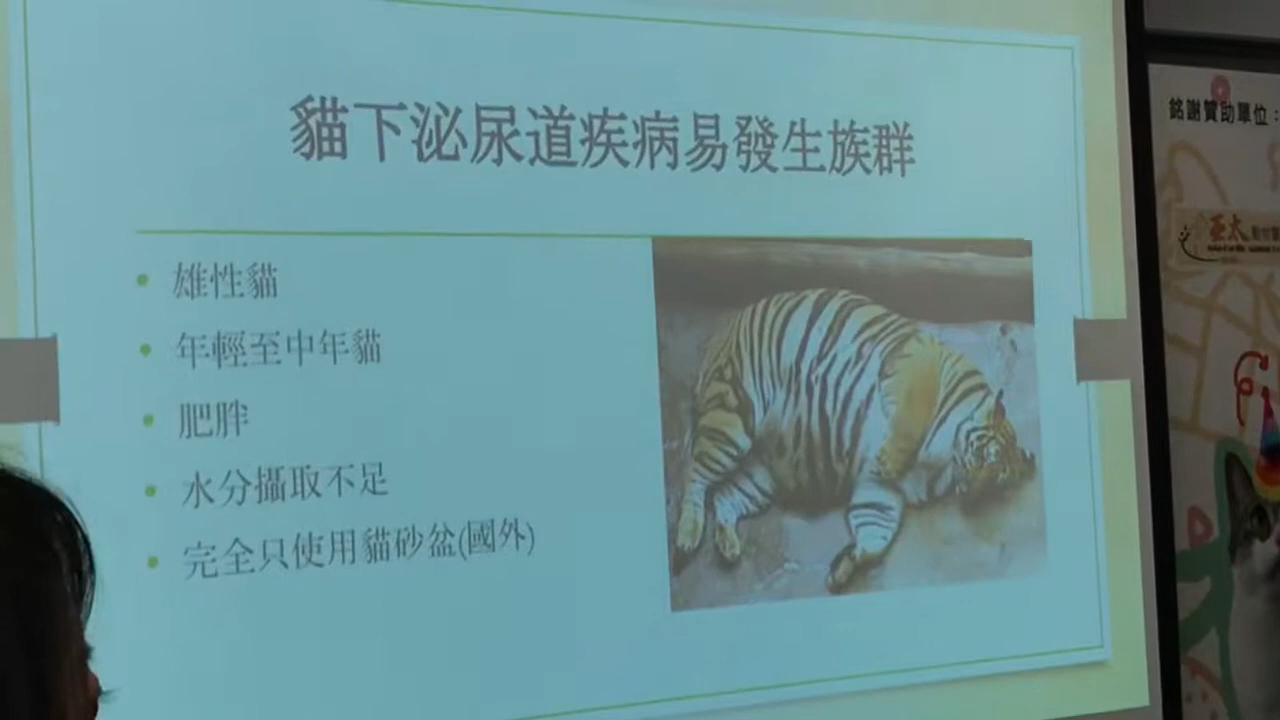 貓下泌尿道疾病易發生族群
雄性貓
年輕至中年貓
肥胖
水分攝取不足
完全只使用貓砂盆(國外)
銘謝贊助單位：
亞太